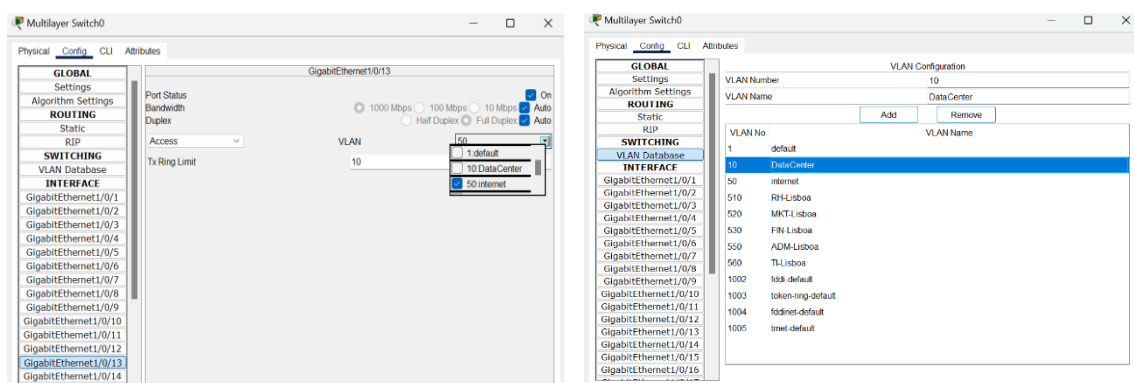 Multilayer Switch0
Physical Config CLI Attributes
GLOBAL
Settings
Algorithm Settings
ROUTING
Static
RIP
SWITCHING
VLAN Database
INTERFACE
GigabitEthernet1/0/1
GigabitEthernet1/0/2
GigabitEthernet1/0/3
GigabitEthernet1/0/4
GigabitEthernet1/0/5
GigabitEthernet1/0/6
GigabitEthernet1/0/7
GigabitEthernet1/0/8
GigabitEthernet1/0/9
GigabitEthernet1/0/10
GigabitEthernet1/0/11
GigabitEthernet1/0/12
GigabitEthernet1/0/13
GigabitEthernet1/0/14
GigabitEthernet1/0/13
Port Status On
Bandwidth 1000 Mbps 100 Mbps 10 Mbps Auto
Duplex Half Duplex Full Duplex Auto
Access VLAN 50
1:default
10:DataCenter
50:internet
Tx Ring Limit 10
Multilayer Switch0
Physical Config CLI Attributes
GLOBAL
Settings
Algorithm Settings
ROUTING
Static
RIP
SWITCHING
VLAN Database
INTERFACE
GigabitEthernet1/0/1
GigabitEthernet1/0/2
GigabitEthernet1/0/3
GigabitEthernet1/0/4
GigabitEthernet1/0/5
GigabitEthernet1/0/6
GigabitEthernet1/0/7
GigabitEthernet1/0/8
GigabitEthernet1/0/9
GigabitEthernet1/0/10
GigabitEthernet1/0/11
GigabitEthernet1/0/12
GigabitEthernet1/0/13
GigabitEthernet1/0/14
GigabitEthernet1/0/15
GigabitEthernet1/0/16
VLAN Configuration
VLAN Number 10
VLAN Name DataCenter
Add Remove
VLAN No VLAN Name
1 default
10 DataCenter
50 internet
510 RH-Lisboa
520 MKT-Lisboa
530 FIN-Lisboa
550 ADM-Lisboa
560 TI-Lisboa
1002 fddi-default
1003 token-ring-default
1004 fddinet-default
1005 trnet-default